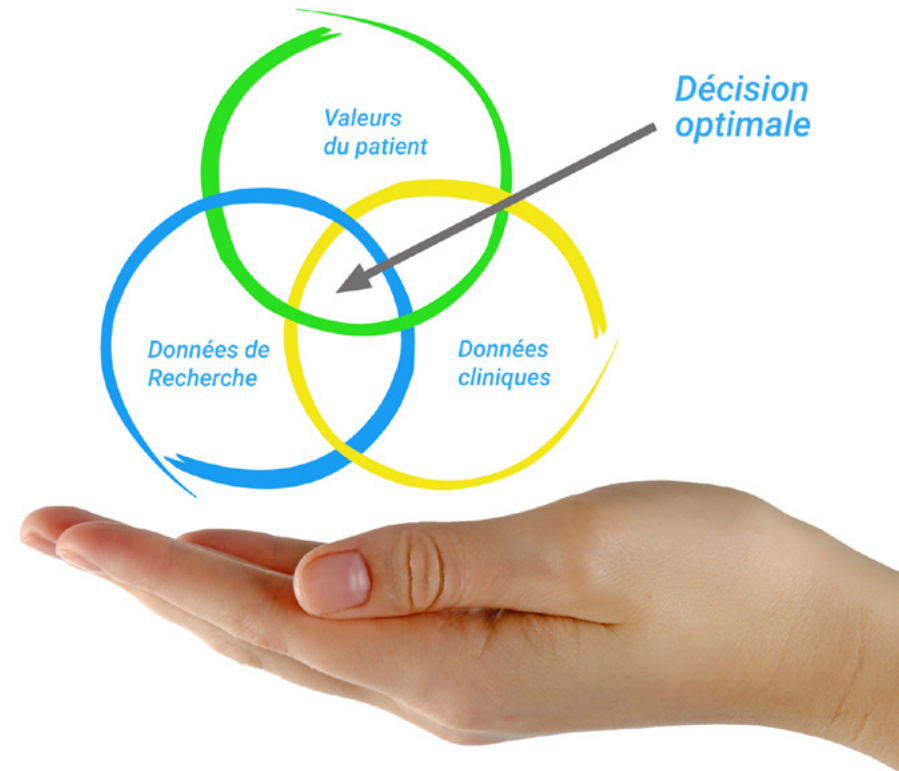 Valeurs
du patient
Décision
optimale
Données de
Recherche
Données
cliniques